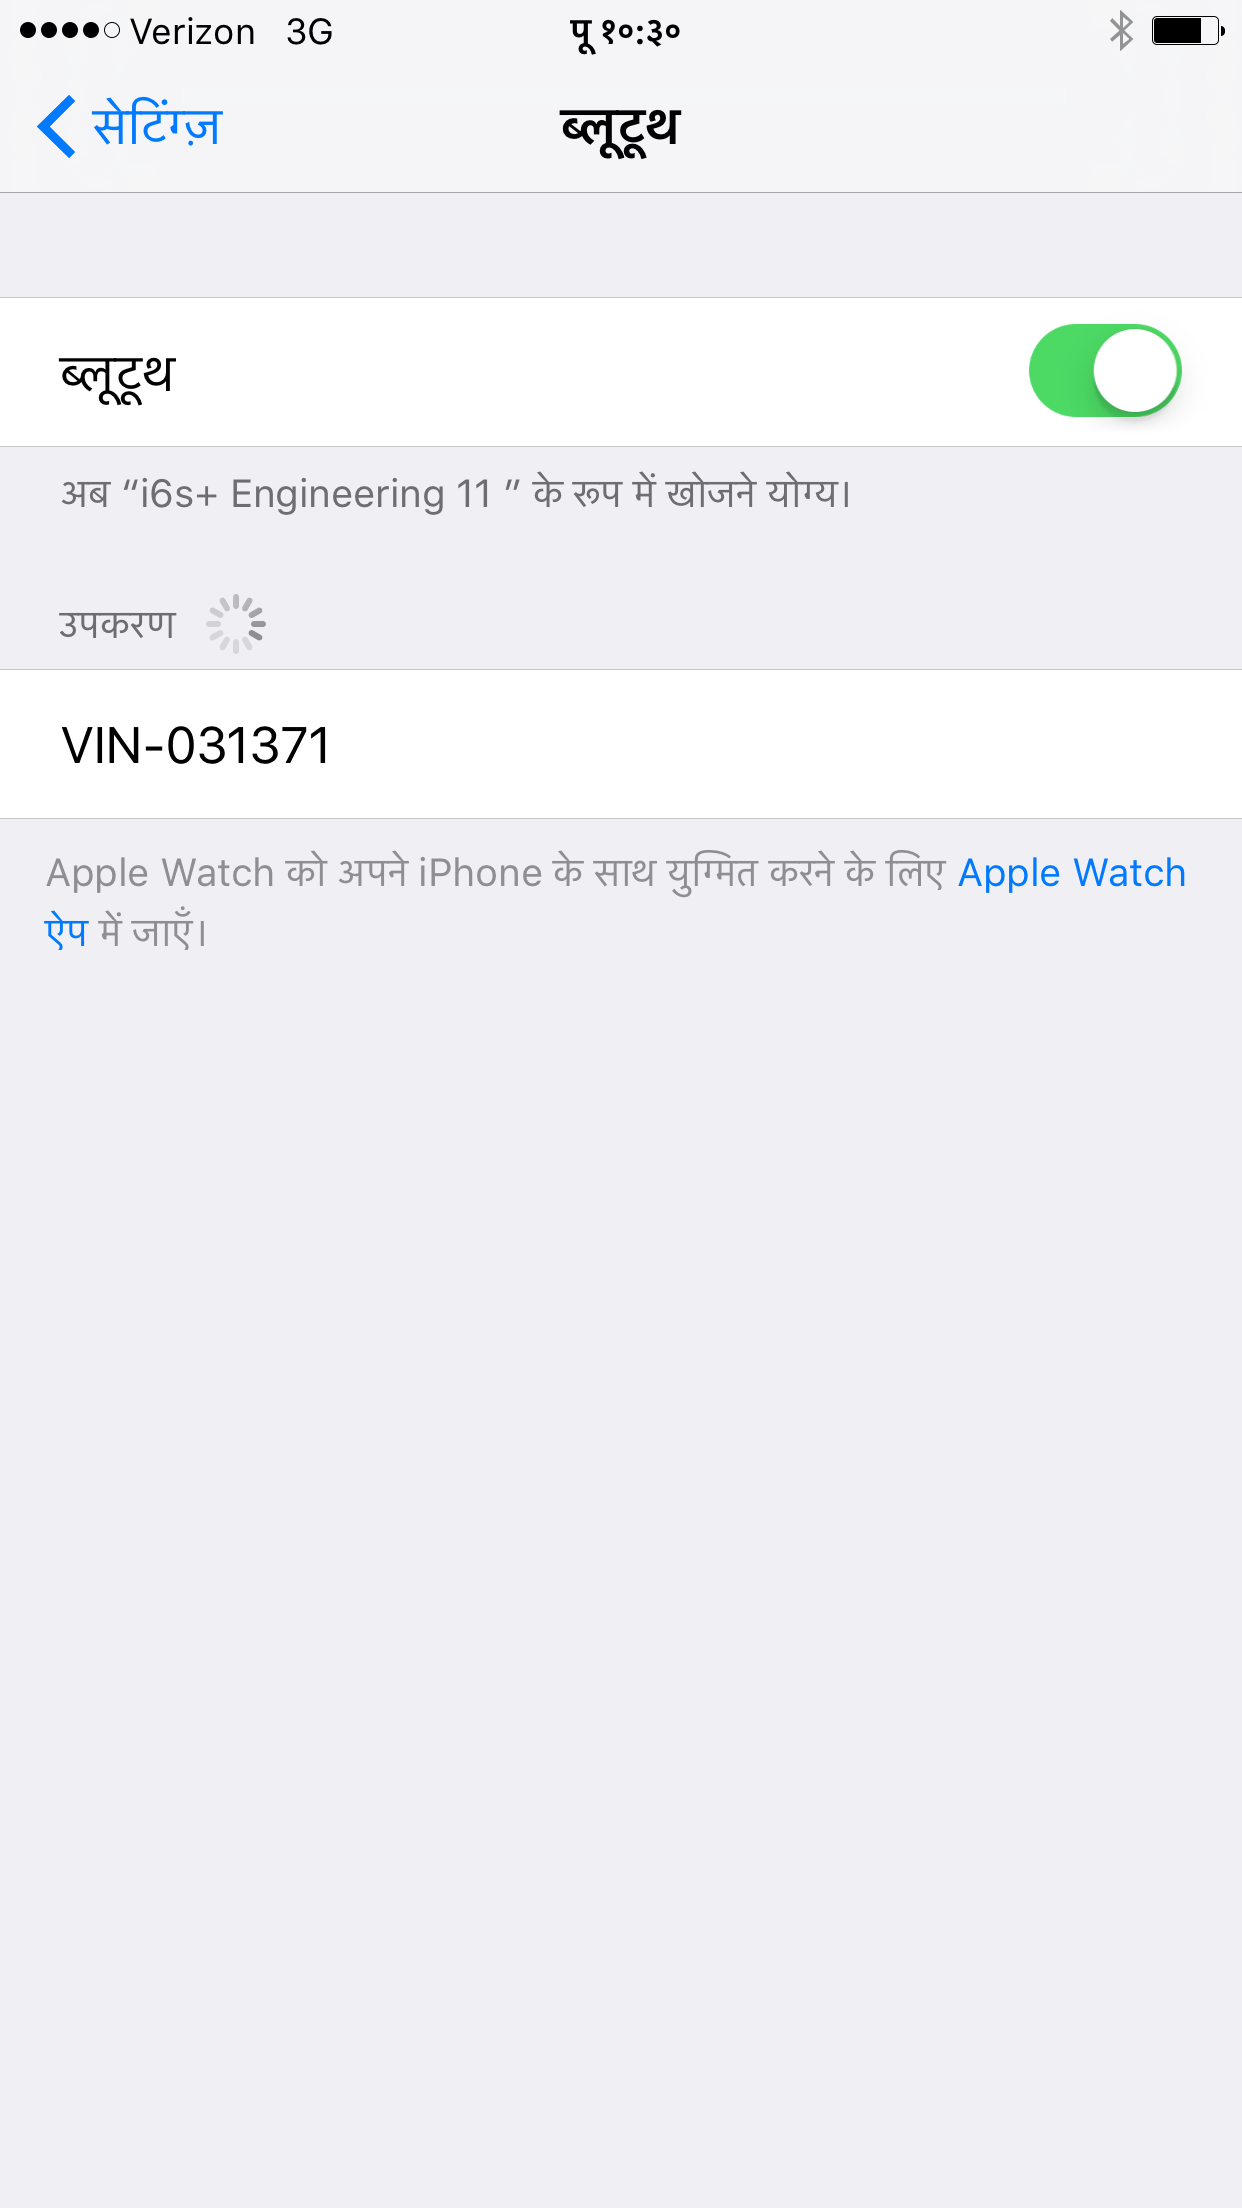 Verizon 3G पू १०:३०
सेटिंग्ज़ ब्लूटूथ
ब्लूटूथ
अब “i6s+ Engineering 11 ” के रूप में खोजने योग्य।
उपकरण
VIN-031371
Apple Watch को अपने iPhone के साथ युग्मित करने के लिए Apple Watch
ऐप में जाएँ।